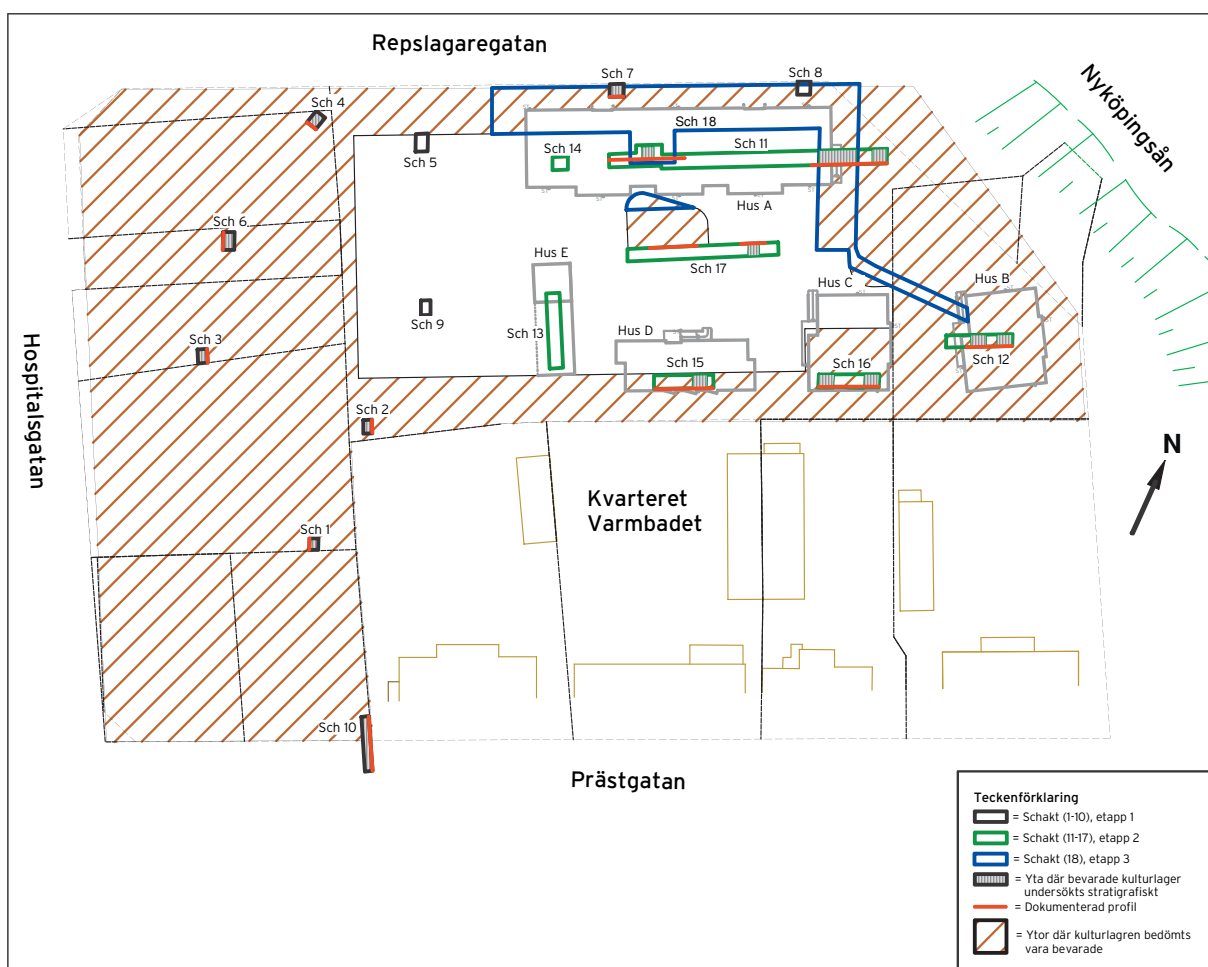 Repslagaregatan
Sch 7
Sch 8
Nyköpingsån
Sch 4
Sch 18
Sch 5
Sch 14
Sch 11
Hus A
Sch 6
Hus E
Sch 17
Hus C
Hus B
Sch 9
Sch 13
Hus D
Hospitalsgatan
Sch 3
Sch 15
Sch 16
Sch 12
Sch 2
N
Kvarteret
Varmbadet
Sch 1
Sch 10
Prästgatan
Teckenförklaring
= Schakt (1-10), etapp 1
= Schakt (11-17), etapp 2
= Schakt (18), etapp 3
= Yta där bevarade kulturlager
undersökts stratigrafiskt
= Dokumenterad profil
= Ytor där kulturlagren bedömts
vara bevarade